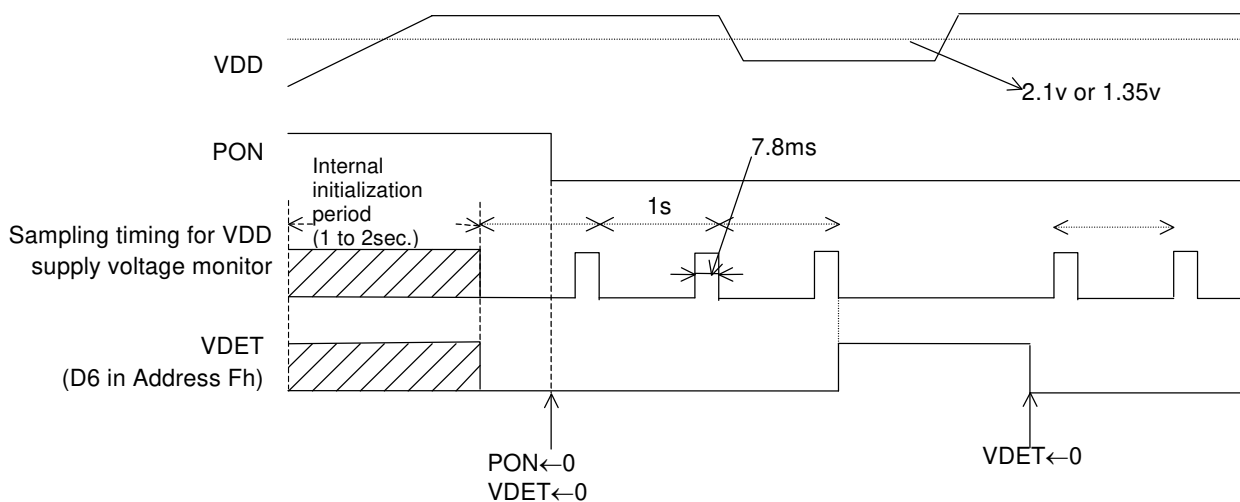 VDD
2.1v or 1.35v
PON
7.8ms
Internal
initialization
period
(1 to 2sec.)
1s
Sampling timing for VDD
supply voltage monitor
VDET
(D6 in Address Fh)
PON←0
VDET←0
VDET←0